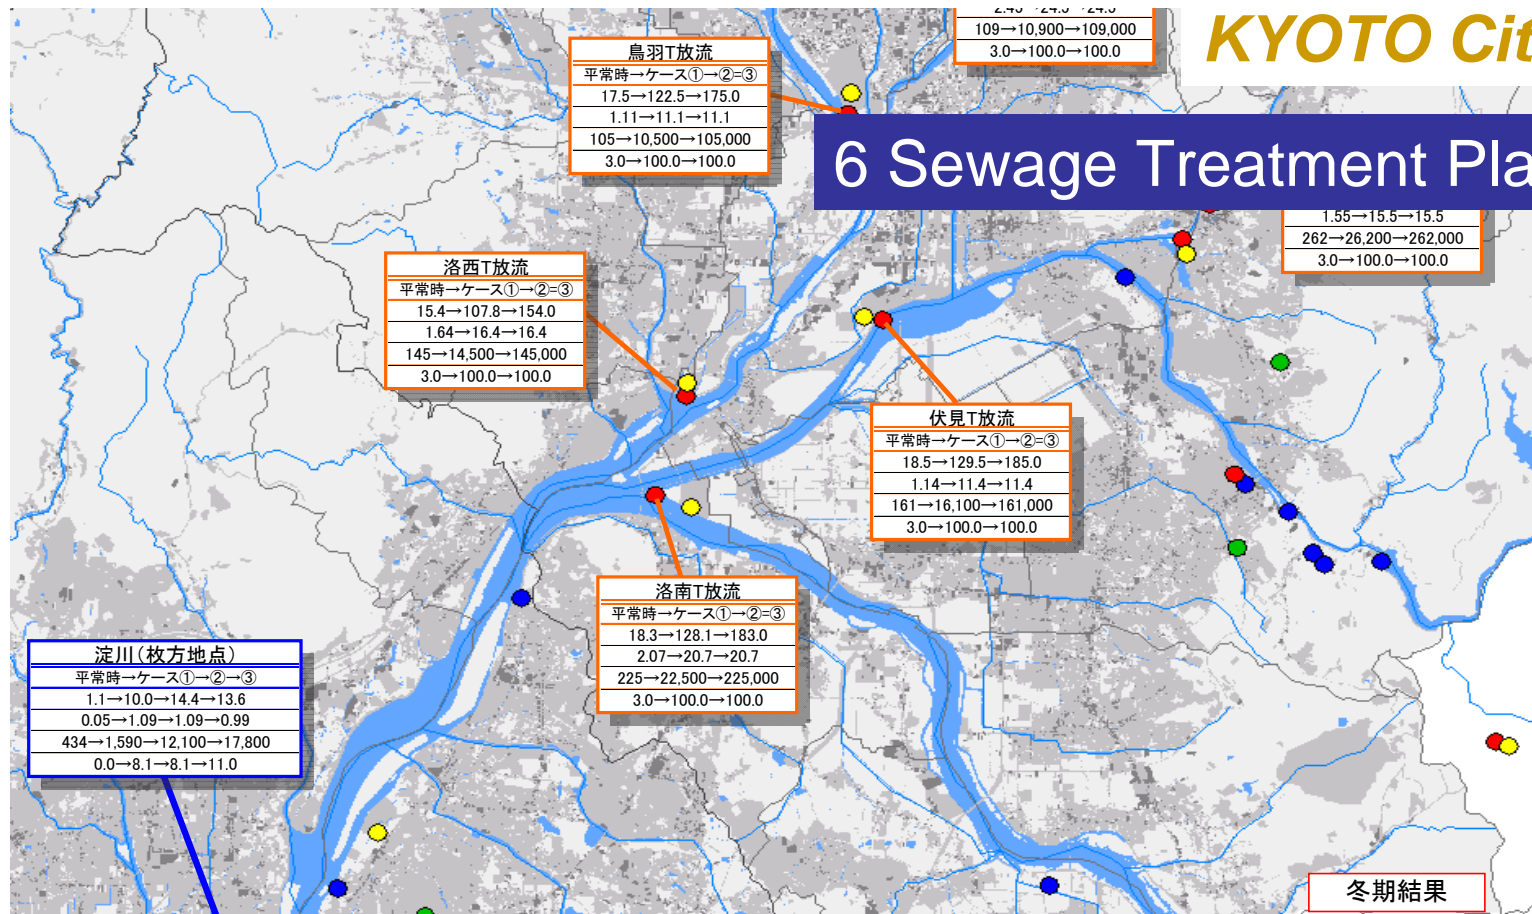 KYOTO Cit
6 Sewage Treatment Pla
109→10,900→109,000
3.0→100.0→100.0
鳥羽T放流
平常時→ケース①→②=③
17.5→122.5→175.0
1.11→11.1→11.1
105→10,500→105,000
3.0→100.0→100.0
1.55→15.5→15.5
262→26,200→262,000
3.0→100.0→100.0
洛西T放流
平常時→ケース①→②=③
15.4→107.8→154.0
1.64→16.4→16.4
145→14,500→145,000
3.0→100.0→100.0
伏見T放流
平常時→ケース①→②=③
18.5→129.5→185.0
1.14→11.4→11.4
161→16,100→161,000
3.0→100.0→100.0
洛南T放流
平常時→ケース①→②=③
18.3→128.1→183.0
2.07→20.7→20.7
225→22,500→225,000
3.0→100.0→100.0
淀川(枚方地点)
平常時→ケース①→②→③
1.1→10.0→14.4→13.6
0.05→1.09→1.09→0.99
434→1,590→12,100→17,800
0.0→8.1→8.1→11.0
冬期結果